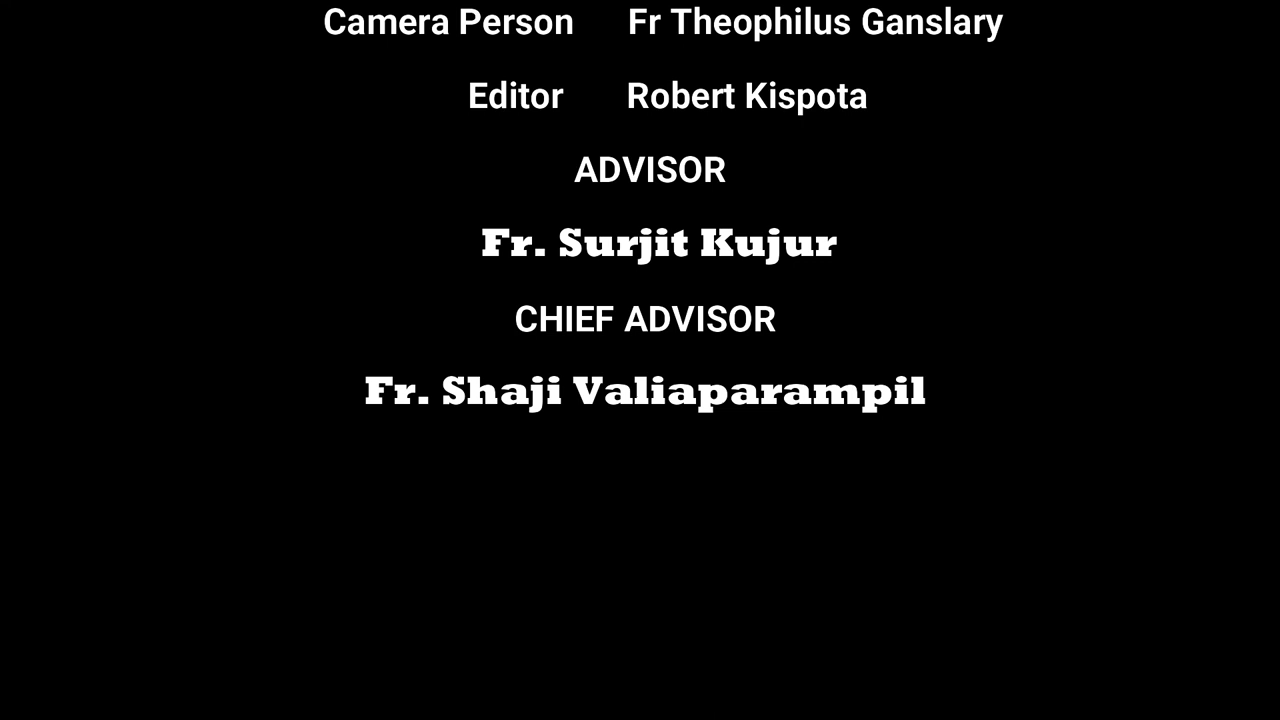 Camera Person Fr Theophilus Ganslary
Editor Robert Kispota
ADVISOR
Fr. Surjit Kujur
CHIEF ADVISOR
Fr. Shaji Valiaparampil